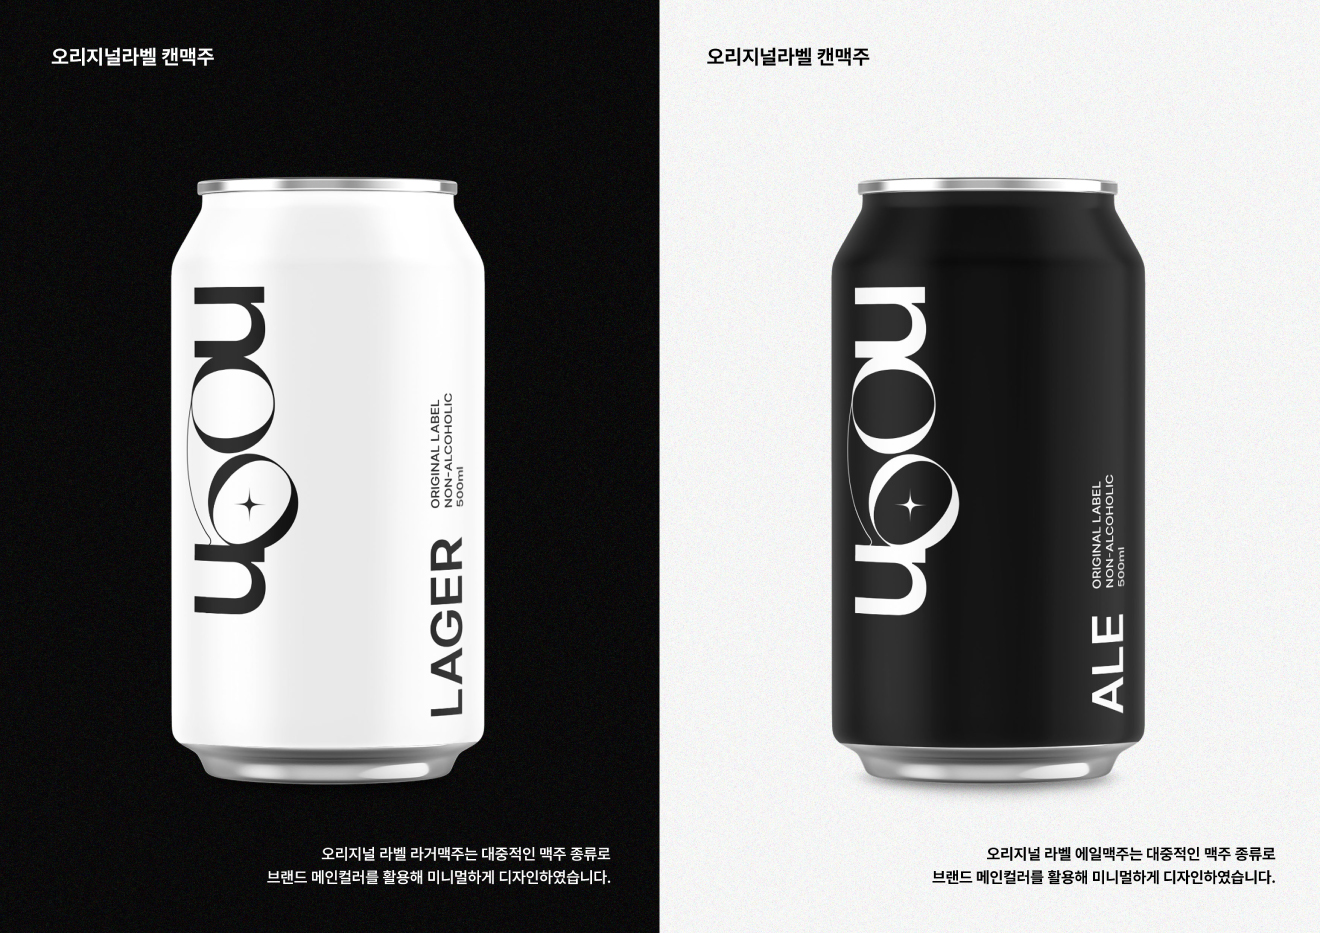 오리지널라벨 캔맥주
noon
ORIGINAL LABEL
NON-ALCOHOLIC
500ml
LAGER
오리지널 라벨 라거맥주는 대중적인 맥주 종류로
브랜드 메인컬러를 활용해 미니멀하게 디자인하였습니다.
오리지널라벨 캔맥주
noon
ORIGINAL LABEL
NON-ALCOHOLIC
500ml
ALE
오리지널 라벨 에일맥주는 대중적인 맥주 종류로
브랜드 메인컬러를 활용해 미니멀하게 디자인하였습니다.